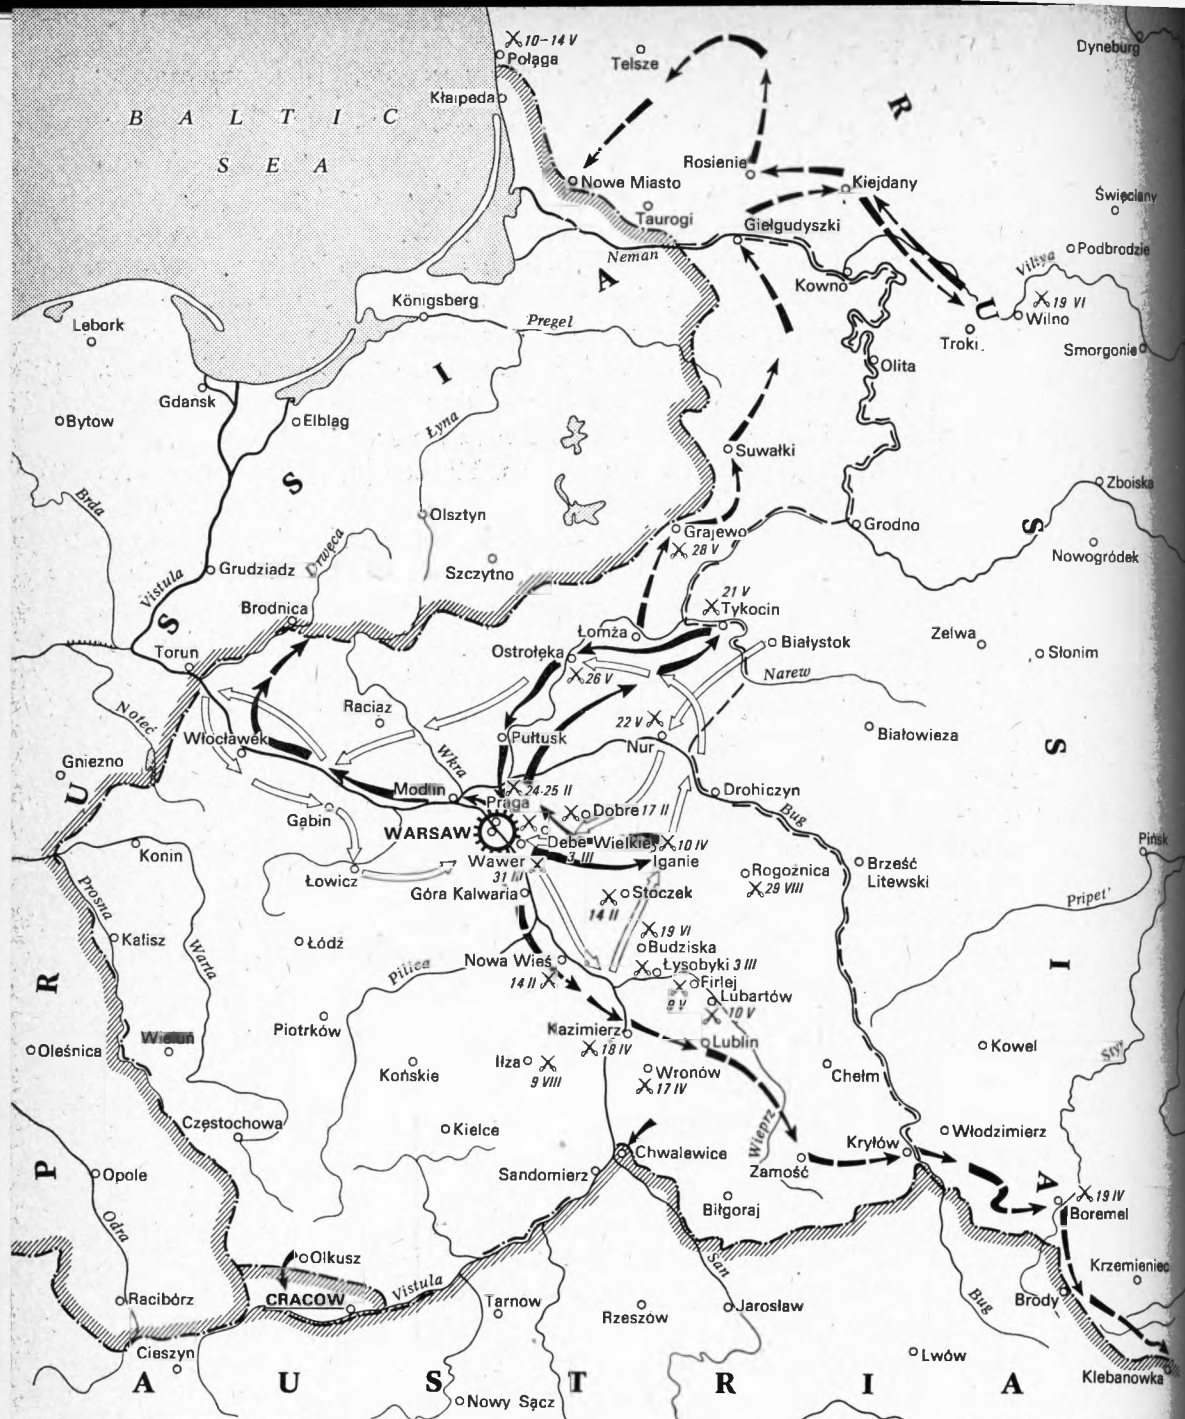 10-14 V
Połąga
Telsze
Dyneburg
Kłaipeda
B A L T I C
S E A
R
Rosienie
Kiejdany
Nowe Miasto
Święciany
Taurogi
Giełgudyszki
Podbrodzie
Neman
Viliya
A
Kowno
U
19 VI
Wilno
Königsberg
Pregel
Troki
Lebork
Smorgonie
Olita
I
Gdansk
Bytow
Elbląg
Łyna
Suwałki
S
Brda
Zboiska
Olsztyn
Grodno
S
Grajewo
28 V
Nowogródek
Drwęca
Grudziadz
Szczytno
Vistula
21 V
Brodnica
Tykocin
S
Łomża
Białystok
Zelwa
Torun
Ostrołęka
Słonim
26 V
Narew
Noteć
Raciaz
22 V
Białowieza
Włocławek
Pułtusk
Nur
S
Wkra
Gniezno
U
Modlin
24-25 II
Drohiczyn
Praga
Bug
Gabin
Dobre 17 II
WARSAW
Debe Wielkie
10 IV
Pińsk
Konin
3 III
Wawer
Iganie
Brześć
Litewski
31 III
Rogoźnica
Łowicz
29 VIII
Prosna
Góra Kalwaria
Stoczek
Pripet'
14 II
Kalisz
Łódź
19 VI
Warta
Budziska
R
Pilica
Nowa Wieś
Łysobyki 3 III
I
14 II
Firlej
9 V
Lubartów
10 V
Piotrków
Kazimierz
Wieluń
Lublin
Oleśnica
18 IV
Kowel
Styr
Końskie
Iłża
Wronów
Chełm
9 VIII
17 IV
Częstochowa
Wieprz
Kielce
Włodzimierz
Kryłów
Chwalewice
P
Opole
Sandomierz
Zamość
A
19 IV
Boremel
Odra
Biłgoraj
Olkusz
Krzemieniec
San
Vistula
Racibórz
CRACOW
Tarnow
Rzeszów
Jarosław
Bug
Brody
Cieszyn
Lwów
Klebanowka
A U S T R I A
Nowy Sącz